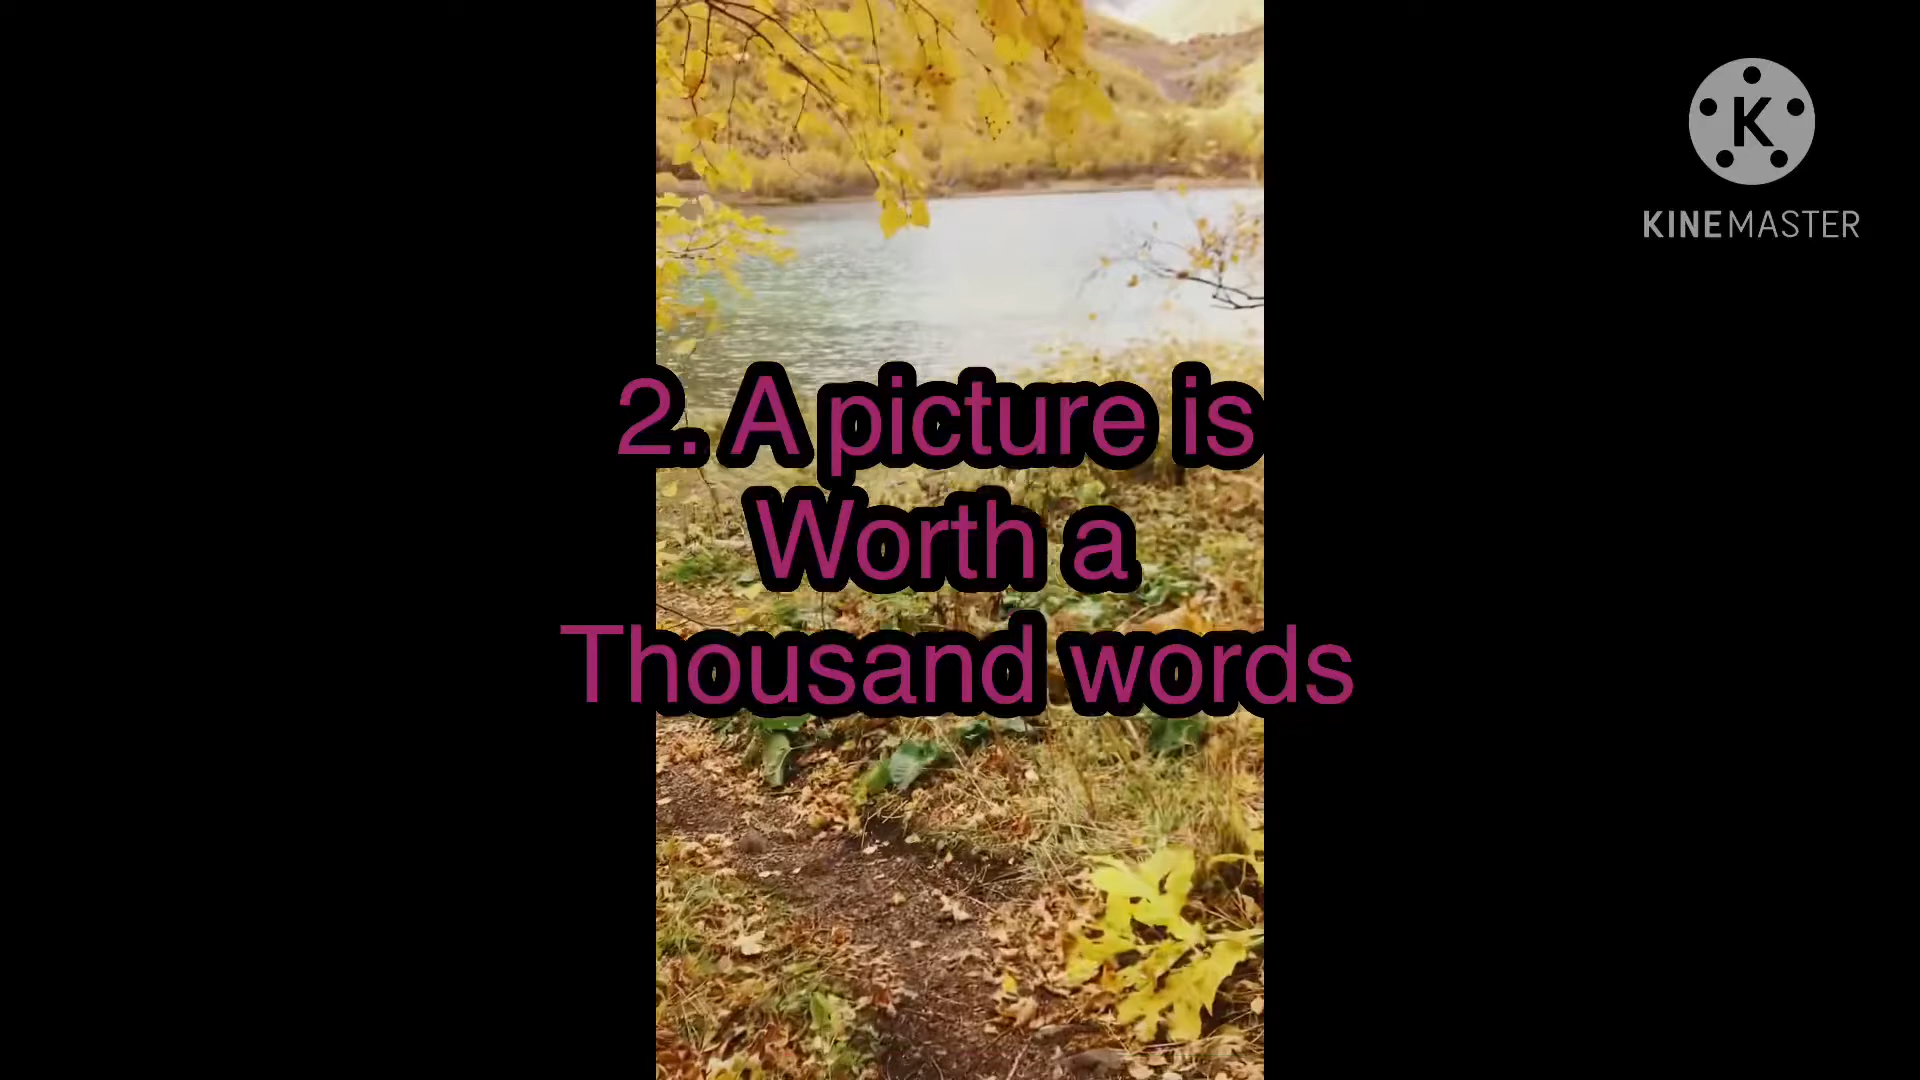 K
KINEMASTER
2. A picture is
Worth a
Thousand words